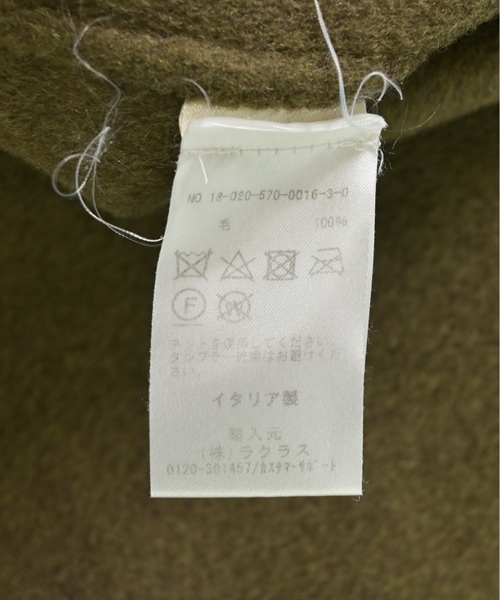 NO. 18-020-570-0016-3-0
毛 100%
F
W
ネットを使用してください。
タンブラー乾燥はお避けくだ
さい。
イタリア製
輸入元
(株)ラクラス
0120-301457/カスタマーサポート